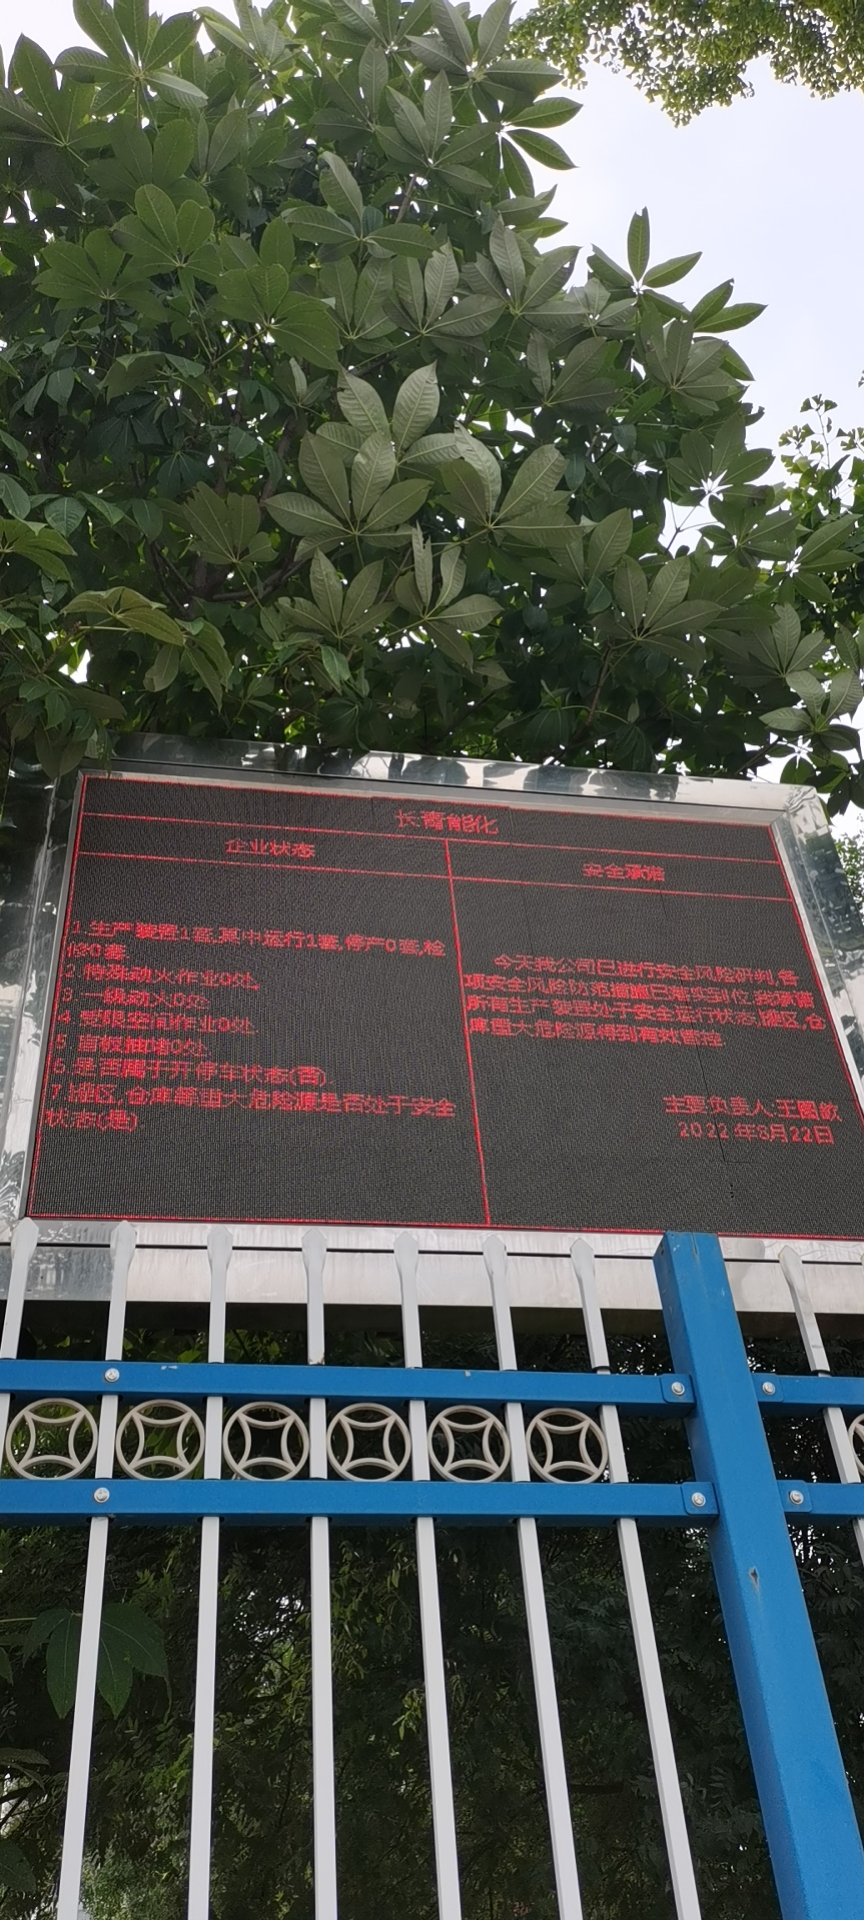 长青能化
企业状态
安全承诺
1.生产装置1套,其中运行1套,停产0套,检
修0套.
2.特殊动火作业0处,
3.一级动火0处
4.受限空间作业0处.
5.盲板抽堵0处.
6.是否属于开停车状态(否).
7.罐区,仓库等重大危险源是否处于安全
状态(是).
今天我公司已进行安全风险研判,各
项安全风险防范措施已落实到位,我承诺
所有生产装置处于安全运行状态,罐区,仓
库重大危险源得到有效管控.
主要负责人:王
2022年8月22日